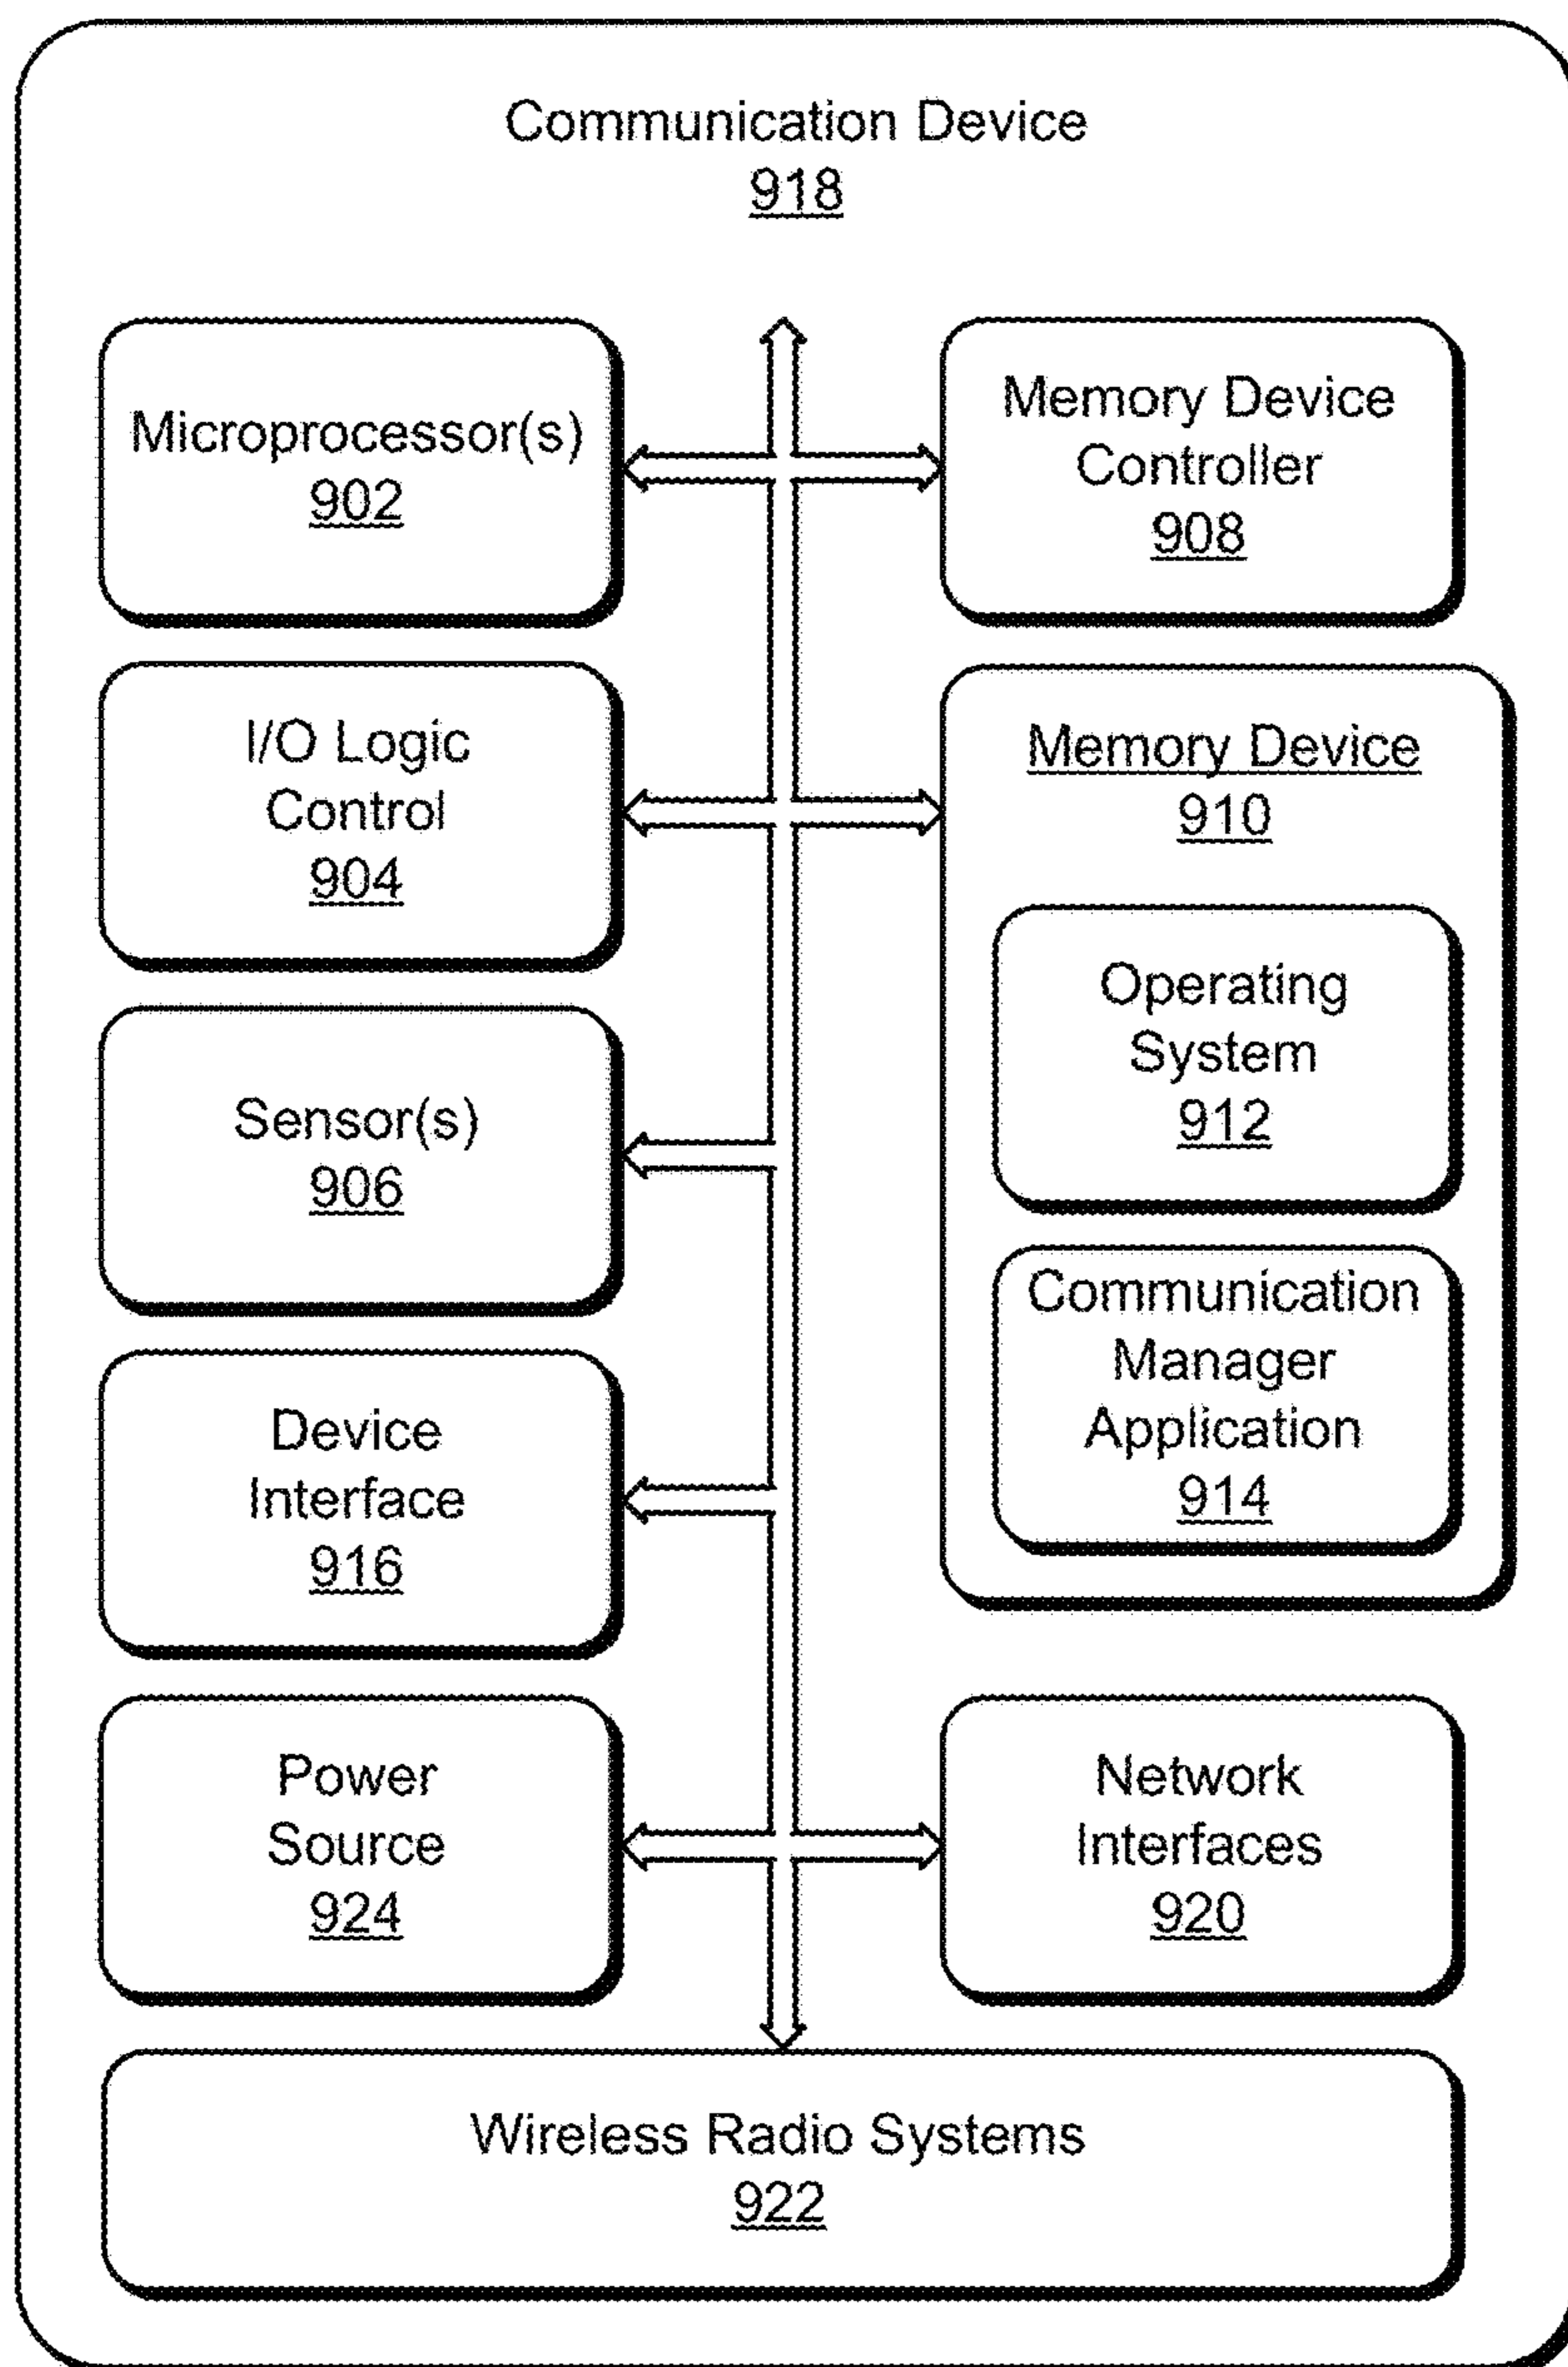 Communication Device
918
Microprocessor(s)
902
Memory Device
Controller
908
I/O Logic
Control
904
Memory Device
910
Operating
System
912
Sensor(s)
906
Communication
Manager
Application
914
Device
Interface
916
Power
Source
924
Network
Interfaces
920
Wireless Radio Systems
922